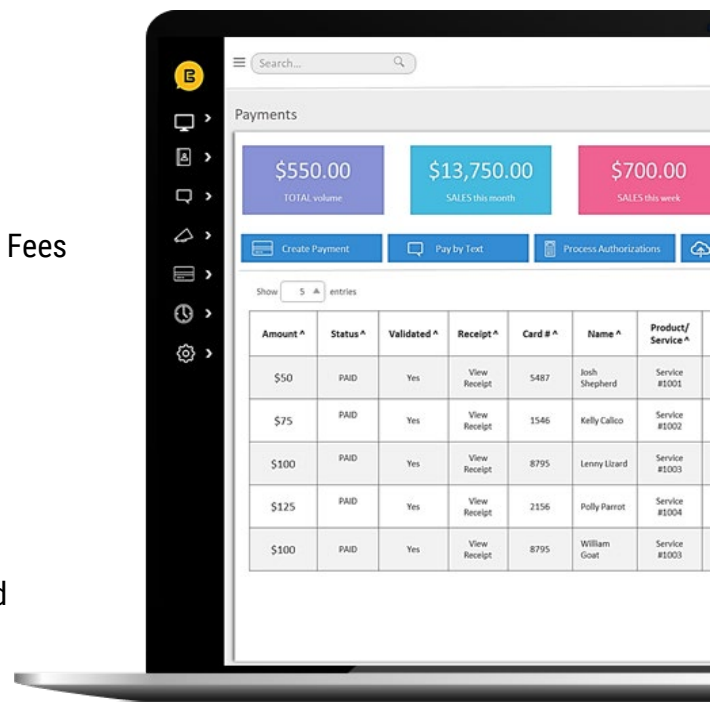 Fees
d
Search...
Payments
$550.00
TOTAL volume
$13,750.00
SALES this month
$700.00
SALES this week
Create Payment
Pay by Text
Process Authorizations
Show 5 entries
Amount ^ Status ^ Validated ^ Receipt ^ Card # ^ Name ^ Product/
Service ^
$50 PAID Yes View
Receipt 5487 Josh
Shepherd Service
#1001
$75 PAID Yes View
Receipt 1546 Kelly Calico Service
#1002
$100 PAID Yes View
Receipt 8795 Lenny Lizard Service
#1003
$125 PAID Yes View
Receipt 2156 Polly Parrot Service
#1004
$100 PAID Yes View
Receipt 8795 William
Goat Service
#1003